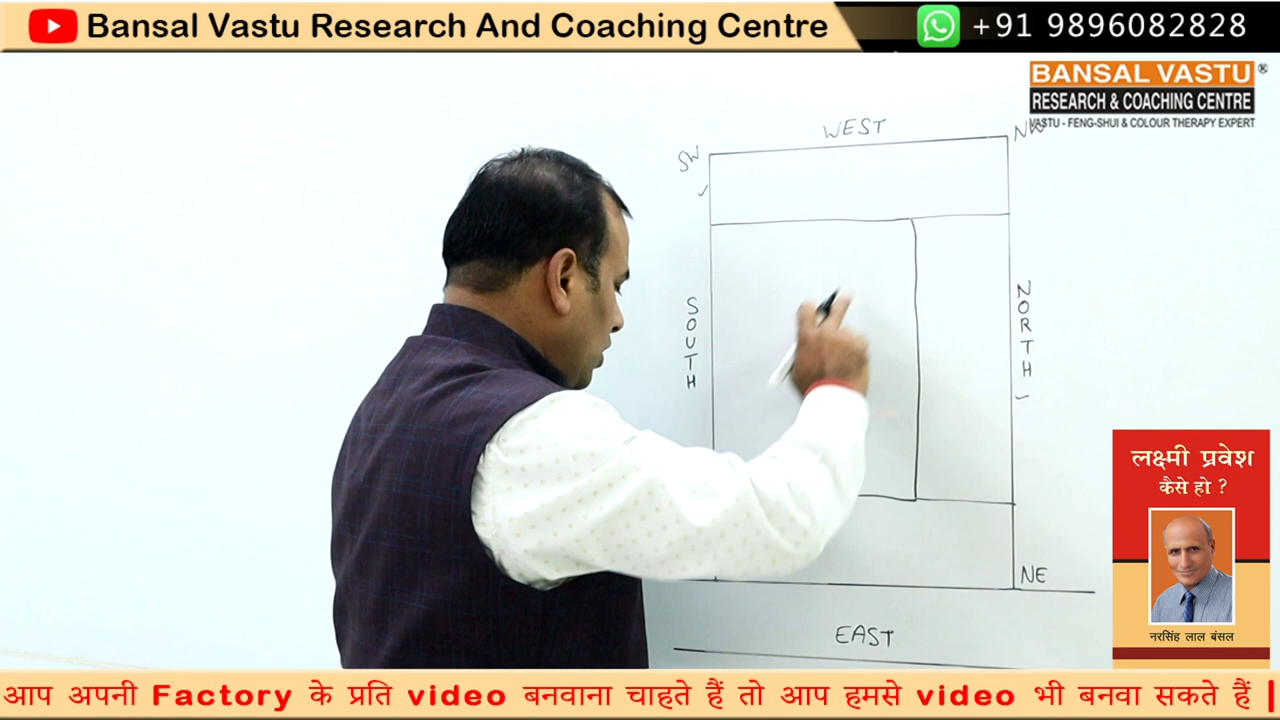 Bansal Vastu Research And Coaching Centre
+91 9896082828
BANSAL VASTU®
RESEARCH & COACHING CENTRE
VASTU - FENG-SHUI & COLOUR THERAPY EXPERT
WEST
NW
SW
SOUTH
NORTH
NE
EAST
लक्ष्मी प्रवेश
कैसे हो ?
नरसिंह लाल बंसल
आप अपनी Factory के प्रति video बनवाना चाहते हैं तो आप हमसे video भी बनवा सकते हैं |